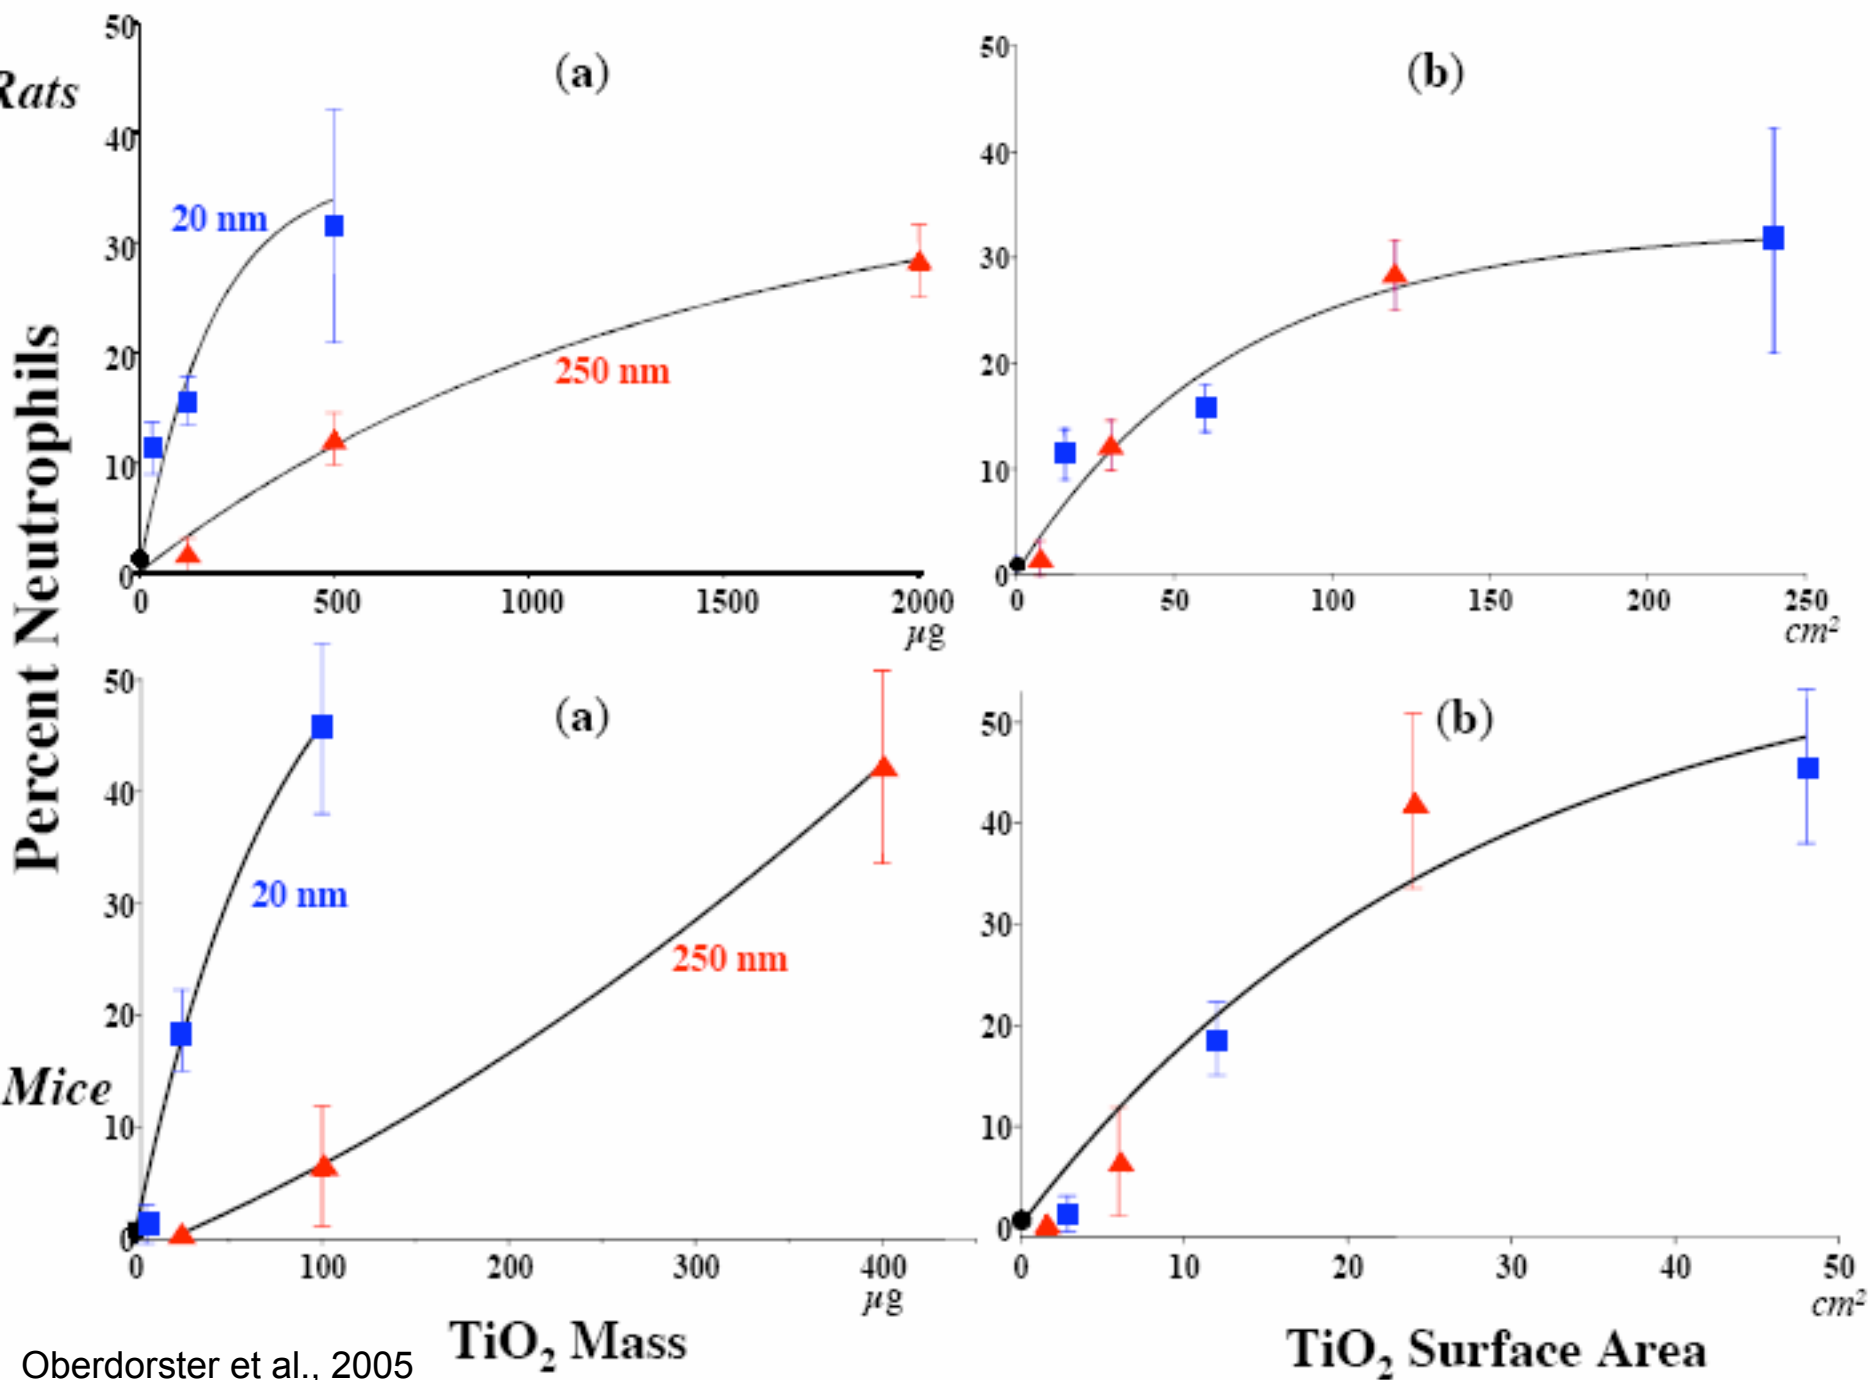 Percent Neutrophils
Rats
(a)
50
40
30
20
10
0
20 nm
250 nm
0 500 1000 1500 2000
µg
(b)
50
40
30
20
10
0
0 50 100 150 200 250
cm²
Mice
(a)
50
40
30
20
10
0
20 nm
250 nm
0 100 200 300 400
µg
TiO₂ Mass
(b)
50
40
30
20
10
0
0 10 20 30 40 50
cm²
TiO₂ Surface Area
Oberdorster et al., 2005